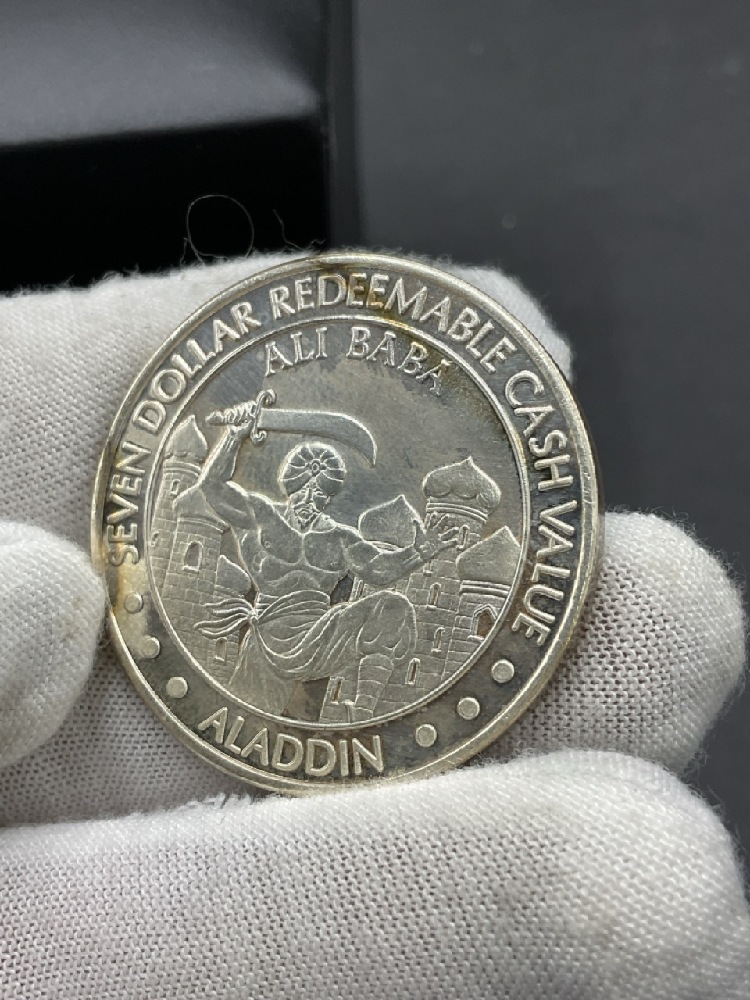 SEVEN DOLLAR REDEEMABLE CASH VALUE
ALI BABA
ALADDIN